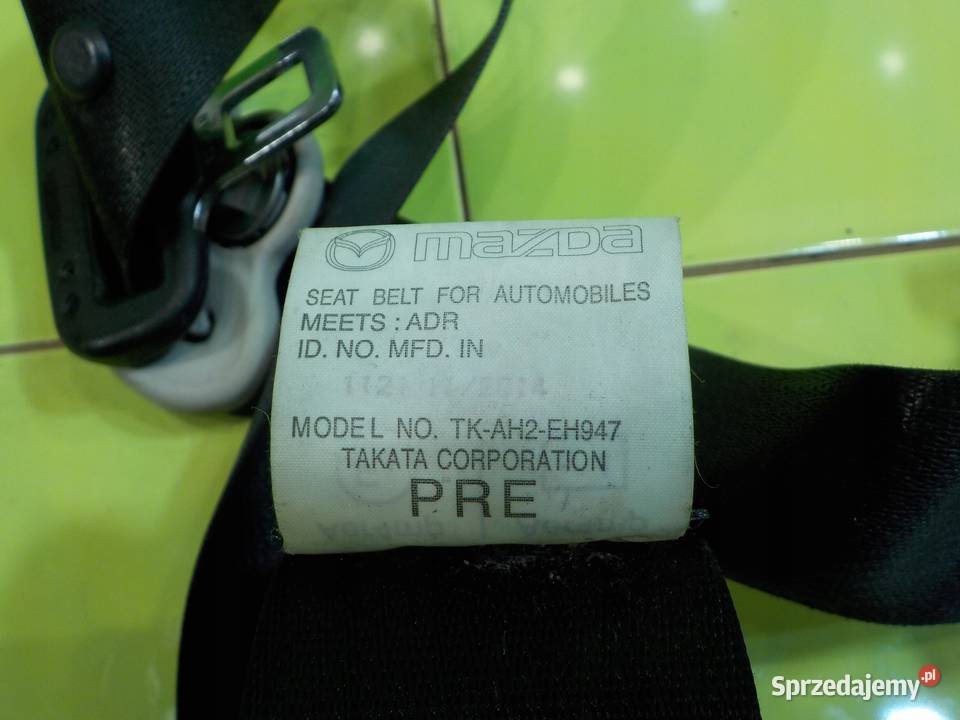 mazda
SEAT BELT FOR AUTOMOBILES
MEETS : ADR
ID. NO. MFD. IN
MODEL NO. TK-AH2-EH947
TAKATA CORPORATION
PRE
Sprzedajemy.pl